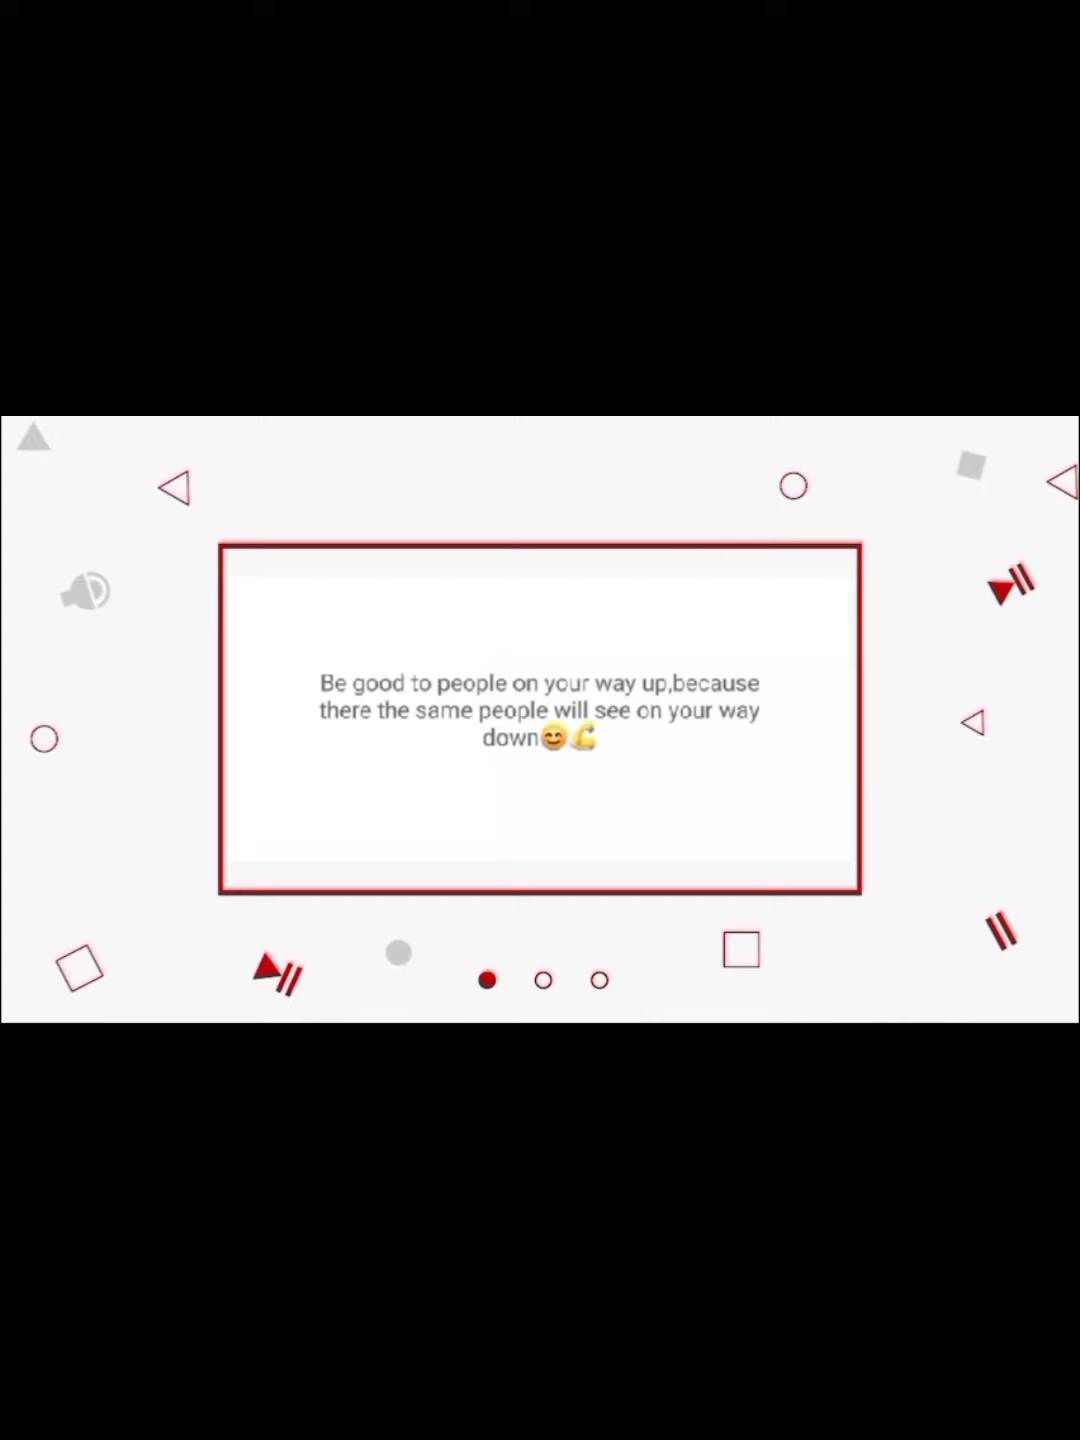 Be good to people on your way up,because
there the same people will see on your way
down😊💪